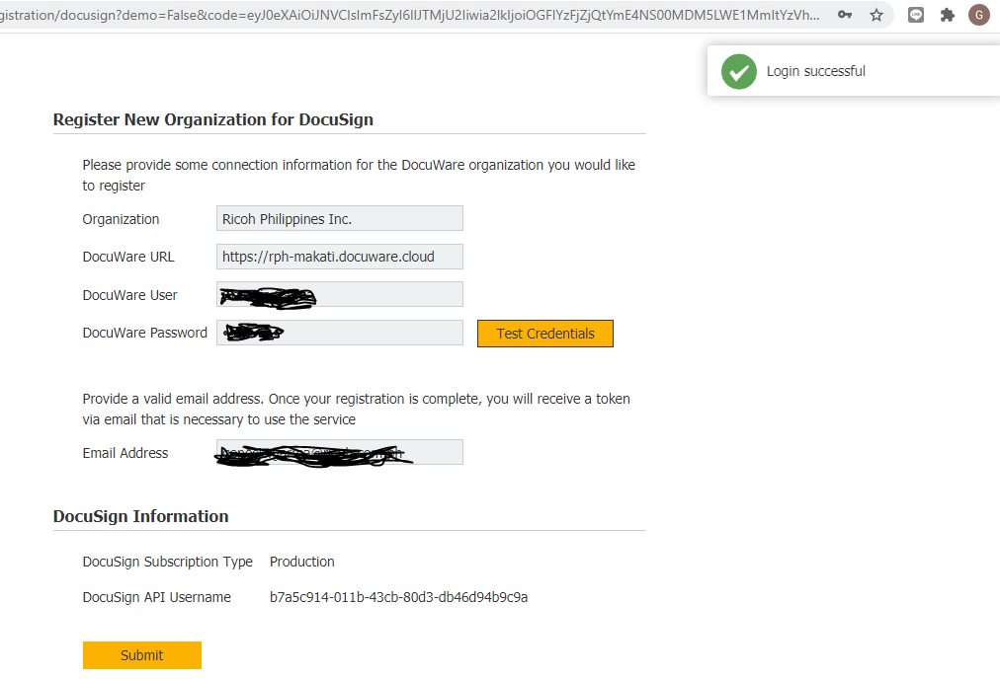 gistration/docusign?demo=False&code=eyJ0eXAiOiJNVCIsImFsZyI6IlJTMjU2Iiwia2lkIjoiOGFlYzFjZjQtYmE4NS00MDM5LWE1MmItYzVh...
G
Login successful
Register New Organization for DocuSign
Please provide some connection information for the DocuWare organization you would like
to register
Organization Ricoh Philippines Inc.
DocuWare URL https://rph-makati.docuware.cloud
DocuWare User
DocuWare Password Test Credentials
Provide a valid email address. Once your registration is complete, you will receive a token
via email that is necessary to use the service
Email Address
DocuSign Information
DocuSign Subscription Type Production
DocuSign API Username b7a5c914-011b-43cb-80d3-db46d94b9c9a
Submit